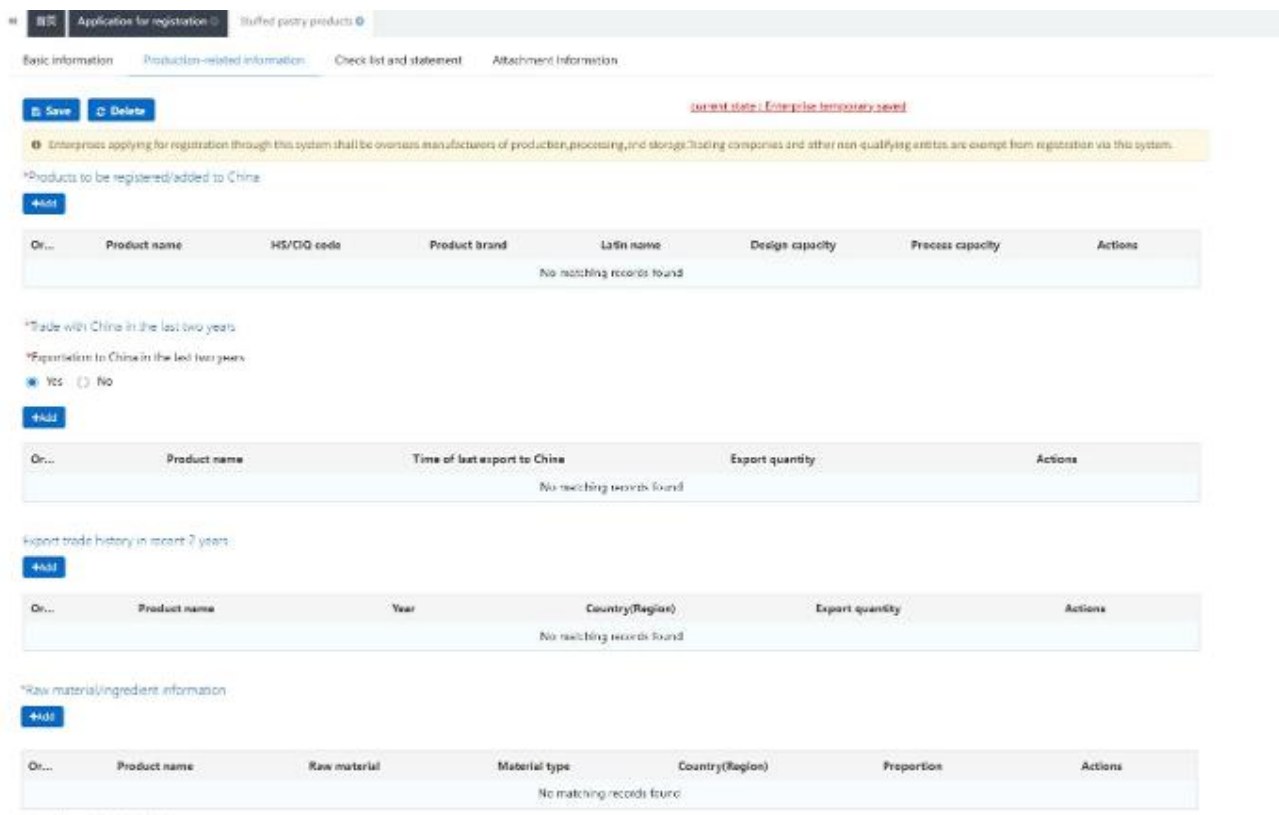 首页 Application for registration Stuffed pastry products
Basic information Production-related information Check list and statement Attachment Information
Save Delete current state : Enterprise temporary saved
Enterprises applying for registration through this system shall be overseas manufacturers of production,processing,and storage.Trading companies and other non-qualifying entites are exempt from registration via this system.
*Products to be registered/added to China
+Add
Or... Product name HS/CIQ code Product brand Latin name Design capacity Process capacity Actions
No matching records found
*Trade with China in the last two years
*Exportation to China in the last two years
Yes No
+Add
Or... Product name Time of last export to China Export quantity Actions
No matching records found
Export trade history in recent 2 years
+Add
Or... Product name Year Country(Region) Export quantity Actions
No matching records found
*Raw material/ingredient information
+Add
Or... Product name Raw material Material type Country(Region) Proportion Actions
No matching records found